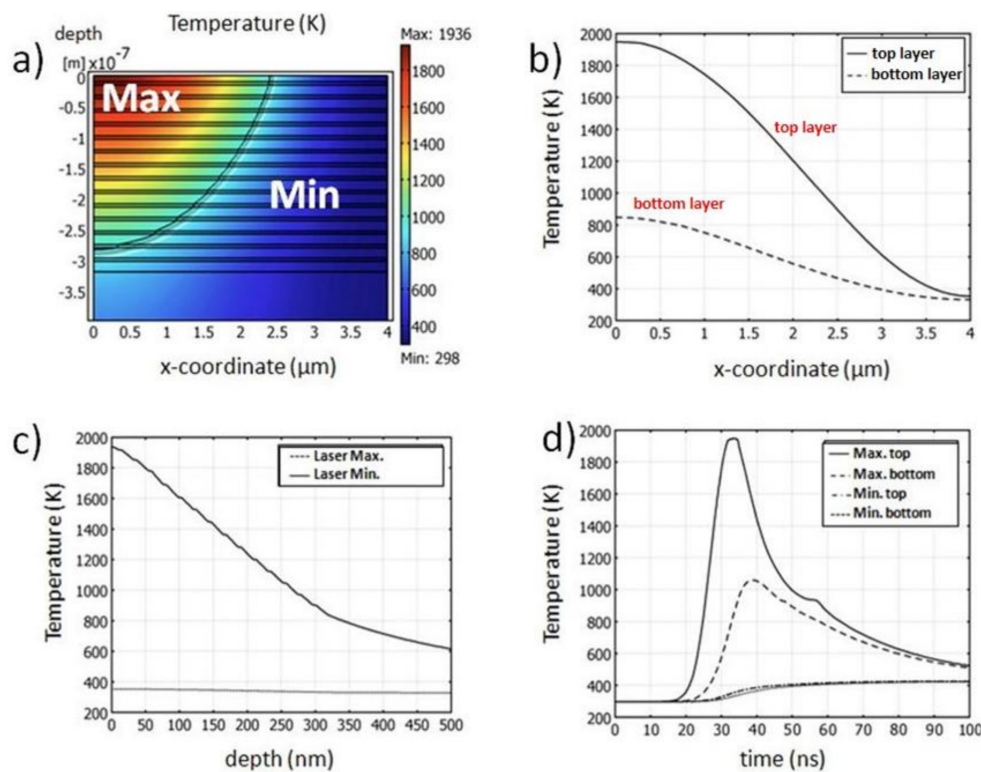 a)
Temperature (K)
depth
[m] x10⁻⁷
Max: 1936
0
-0.5
-1
-1.5
-2
-2.5
-3
-3.5
Max
Min
1800
1600
1400
1200
1000
800
600
400
Min: 298
0 0.5 1 1.5 2 2.5 3 3.5 4
x-coordinate (μm)
b)
2000
1800
1600
1400
1200
1000
800
600
400
200
Temperature (K)
top layer
bottom layer
top layer
bottom layer
0 0.5 1 1.5 2 2.5 3 3.5 4
x-coordinate (μm)
c)
2000
1800
1600
1400
1200
1000
800
600
400
200
Temperature (K)
Laser Max.
Laser Min.
0 50 100 150 200 250 300 350 400 450 500
depth (nm)
d)
2000
1800
1600
1400
1200
1000
800
600
400
200
Temperature (K)
Max. top
Max. bottom
Min. top
Min. bottom
0 10 20 30 40 50 60 70 80 90 100
time (ns)